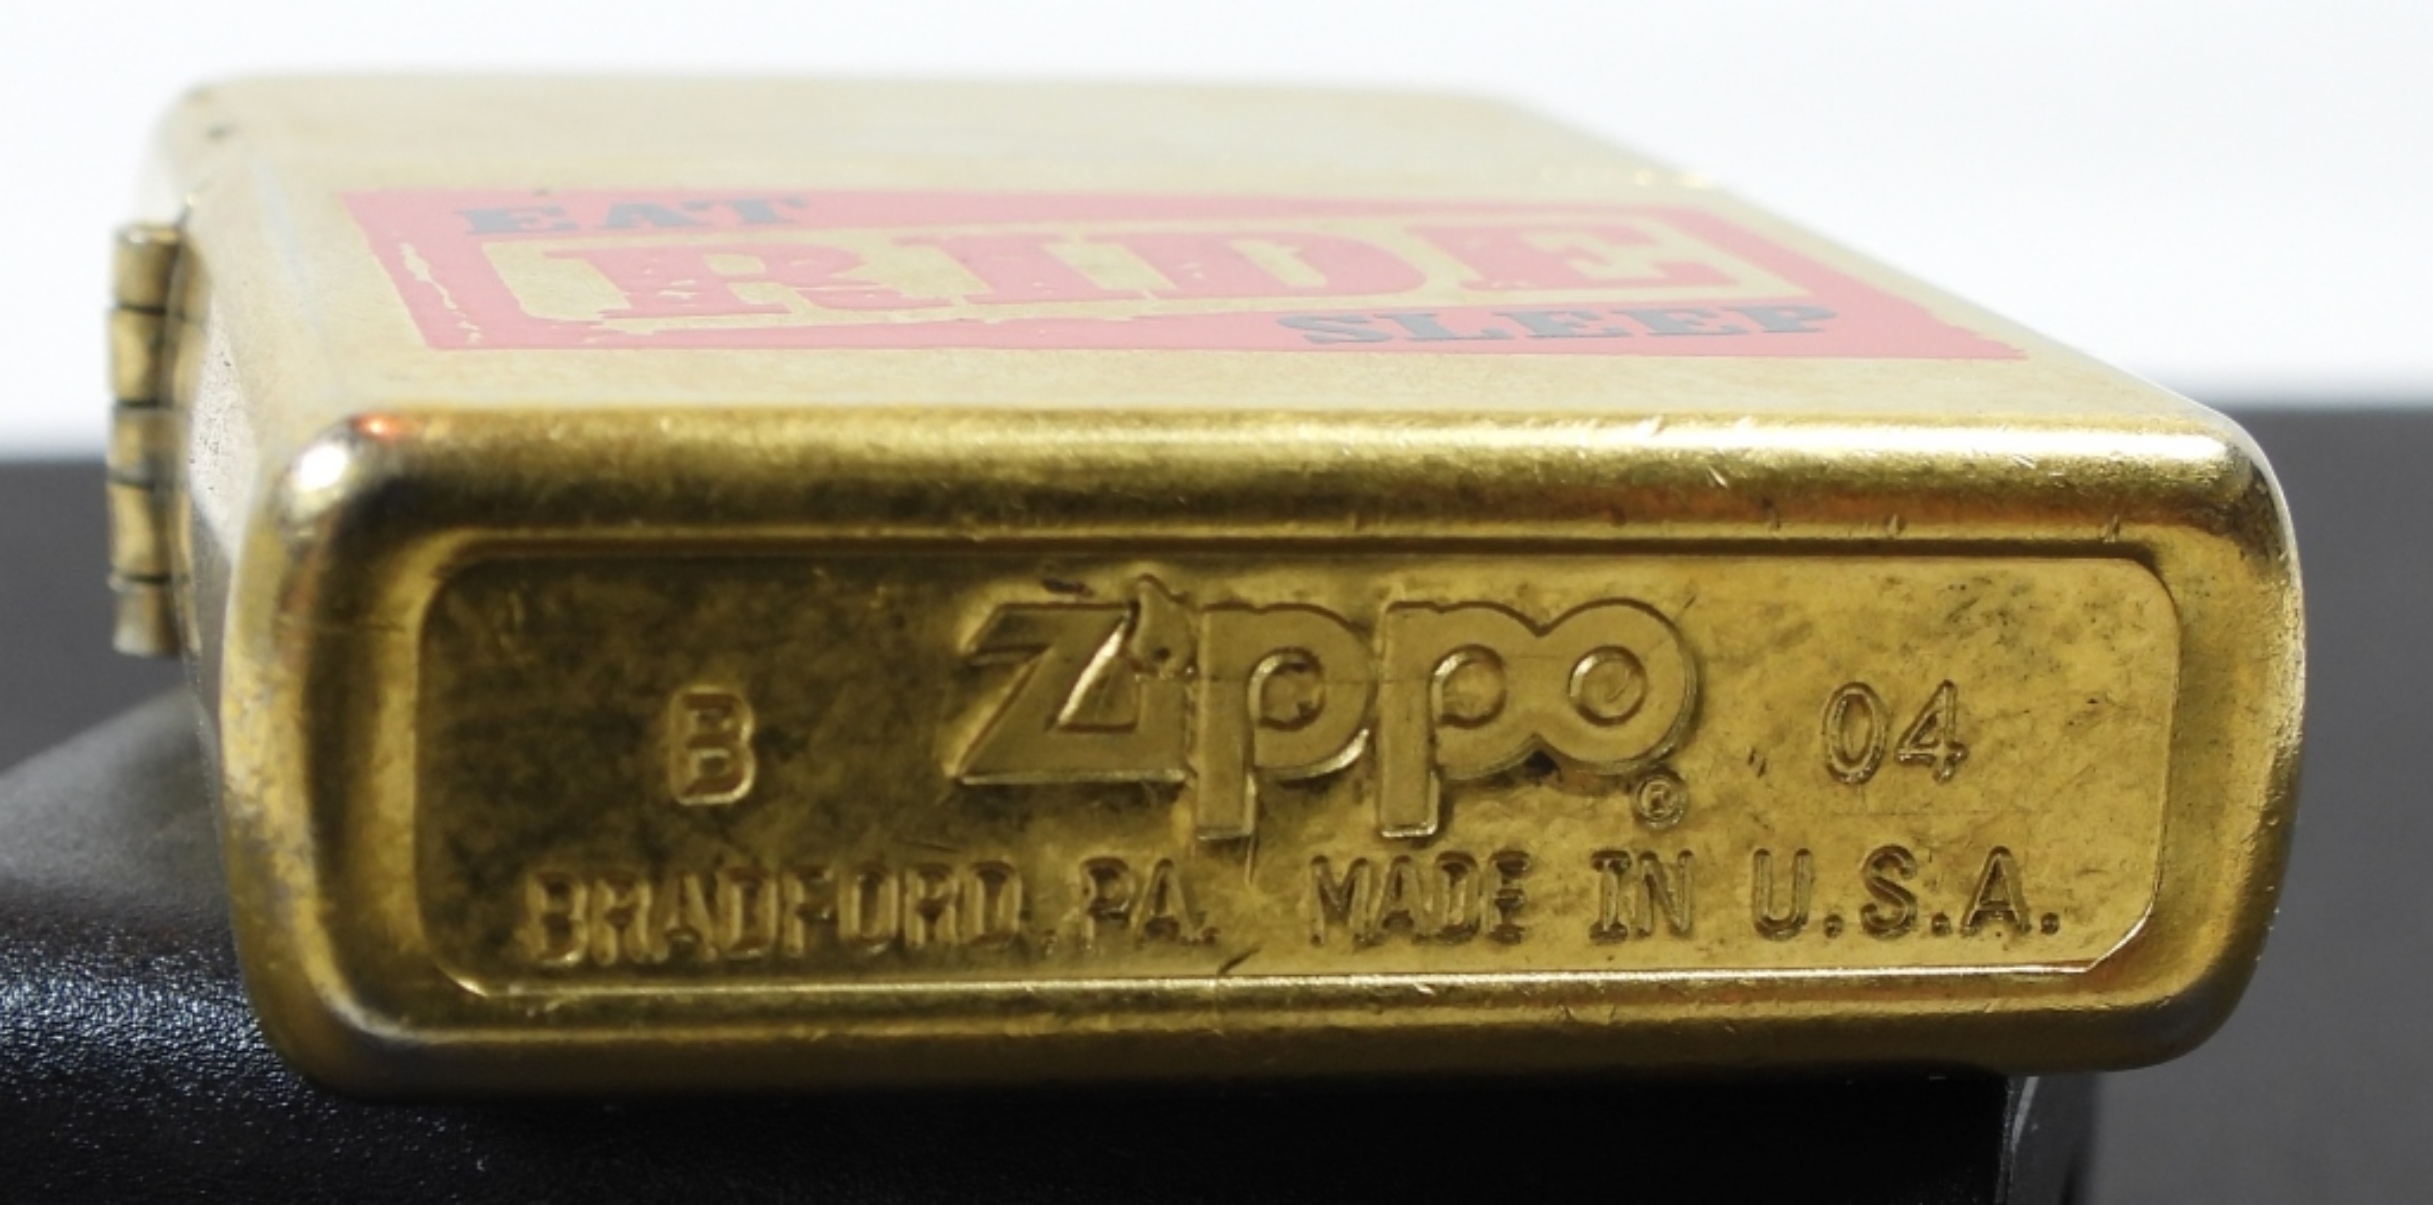 EAT
RIDE
SLEEP
B Zippo® 04
BRADFORD, PA. MADE IN U.S.A.